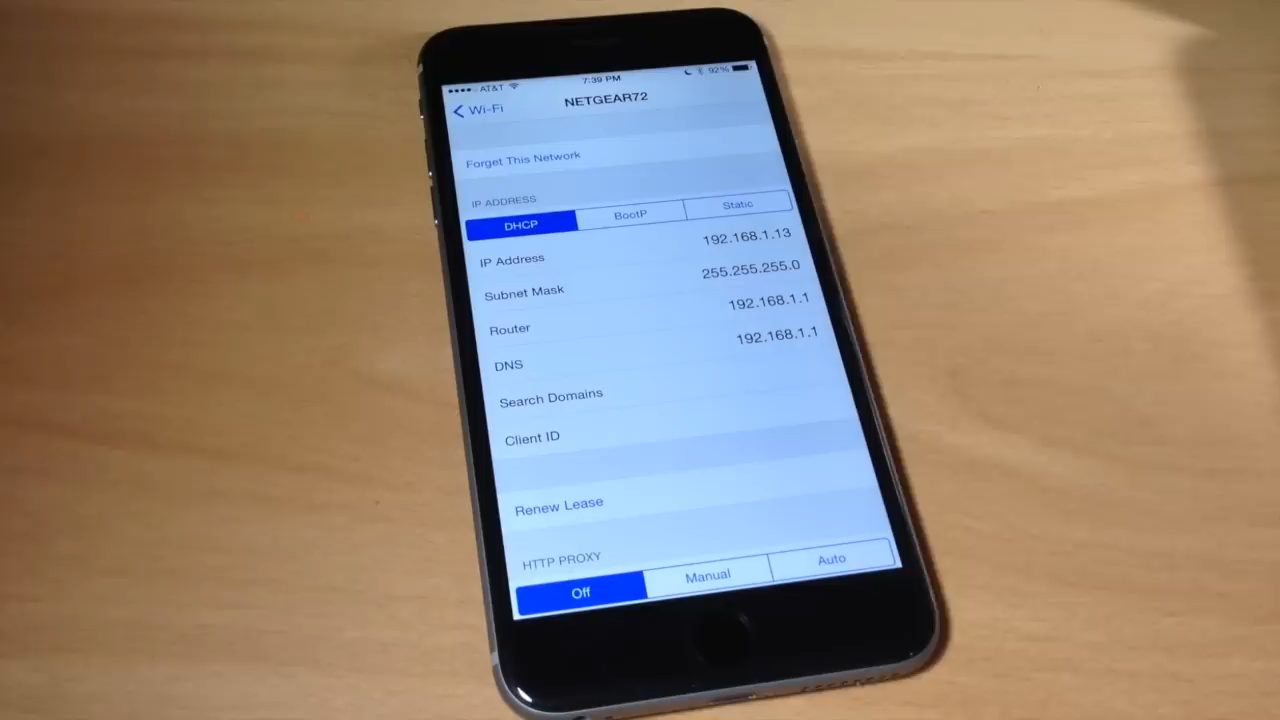 AT&T 7:39 PM 92%
Wi-Fi NETGEAR72
Forget This Network
IP ADDRESS
DHCP BootP Static
IP Address 192.168.1.13
Subnet Mask 255.255.255.0
Router 192.168.1.1
DNS 192.168.1.1
Search Domains
Client ID
Renew Lease
HTTP PROXY
Off Manual Auto